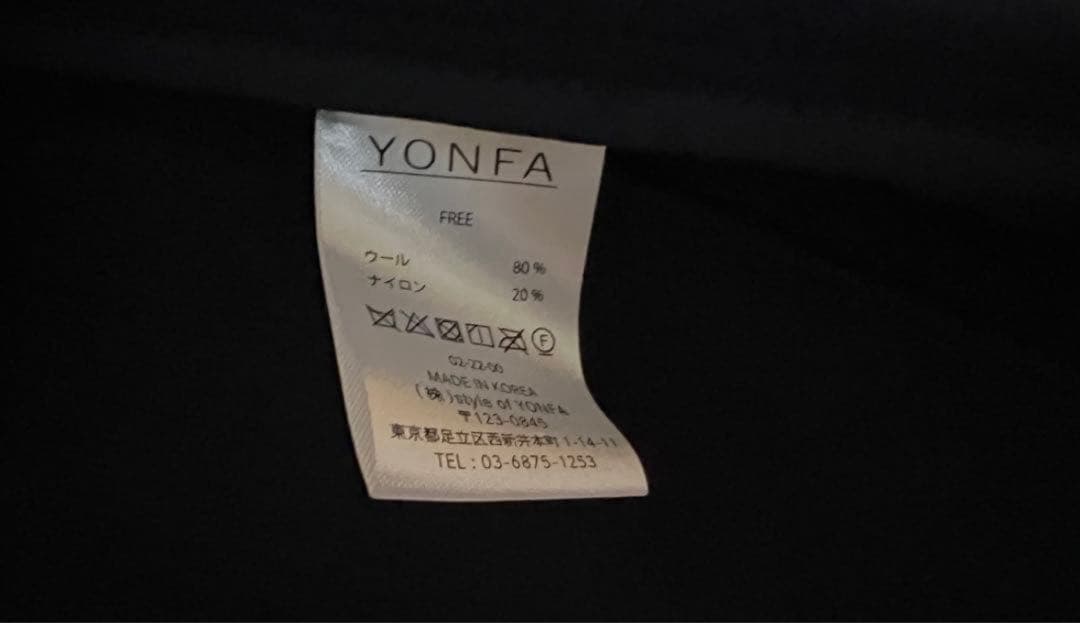 YONFA
FREE
ウール 80%
ナイロン 20%
F
02-22-00
MADE IN KOREA
(株)style of YONFA
〒123-0845
東京都足立区西新井本町1-14-11
TEL:03-6875-1253